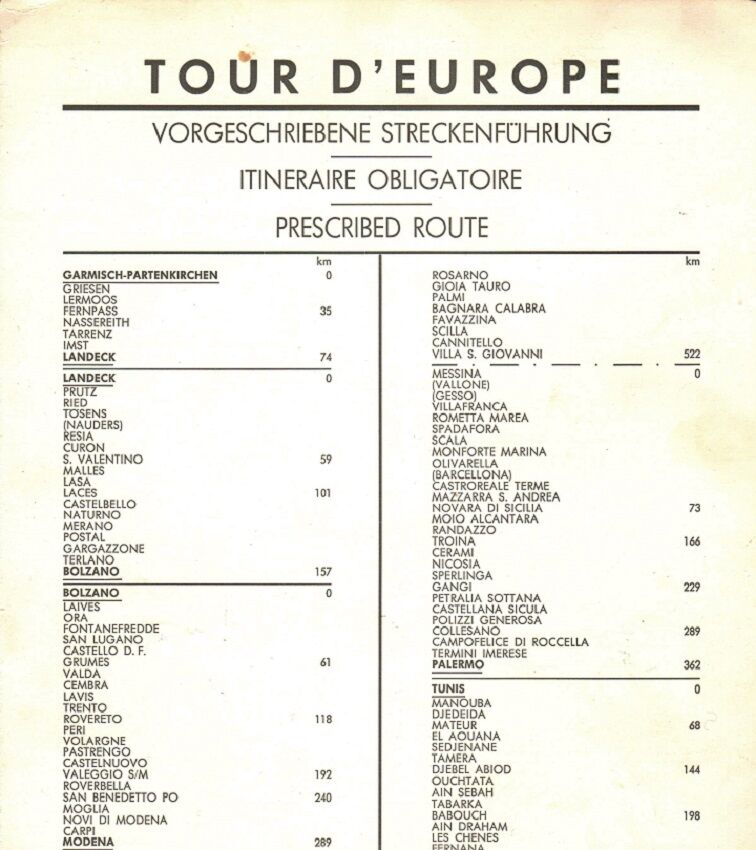 TOUR D'EUROPE
VORGESCHRIEBENE STRECKENFÜHRUNG
ITINERAIRE OBLIGATOIRE
PRESCRIBED ROUTE
km
GARMISCH-PARTENKIRCHEN 0
GRIESEN
LERMOOS
FERNPASS 35
NASSEREITH
TARRENZ
IMST
LANDECK 74
LANDECK 0
PRUTZ
RIED
TÖSENS
(NAUDERS)
RESIA
CURON
S. VALENTINO 59
MALLES
LASA
LACES 101
CASTELBELLO
NATURNO
MERANO
POSTAL
GARGAZZONE
TERLANO
BOLZANO 157
BOLZANO 0
LAIVES
ORA
FONTANEFREDDE
SAN LUGANO
CASTELLO D. F.
GRUMES 61
VALDA
CEMBRA
LAVIS
TRENTO
ROVERETO 118
PERI
VOLARGNE
PASTRENGO
CASTELNUOVO
VALEGGIO S/M 192
ROVERBELLA
SAN BENEDETTO PO 240
MOGLIA
NOVI DI MODENA
CARPI
MODENA 289
km
ROSARNO
GIOIA TAURO
PALMI
BAGNARA CALABRA
FAVAZZINA
SCILLA
CANNITELLO
VILLA S. GIOVANNI 522
MESSINA 0
(VALLONE)
(GESSO)
VILLAFRANCA
ROMETTA MAREA
SPADAFORA
SCALA
MONFORTE MARINA
OLIVARELLA
(BARCELLONA)
CASTROREALE TERME
MAZZARRA S. ANDREA
NOVARA DI SICILIA 73
MOIO ALCANTARA
RANDAZZO
TROINA 166
CERAMI
NICOSIA
SPERLINGA
GANGI 229
PETRALIA SOTTANA
CASTELLANA SICULA
POLIZZI GENEROSA
COLLESANO 289
CAMPOFELICE DI ROCCELLA
TERMINI IMERESE
PALERMO 362
TUNIS 0
MANOUBA
DJEDEIDA
MATEUR 68
EL AOUANA
SEDJENANE
TAMERA
DJEBEL ABIOD 144
OUCHTATA
AIN SEBAH
TABARKA
BABOUCH 198
AIN DRAHAM
LES CHENES
FERNANA